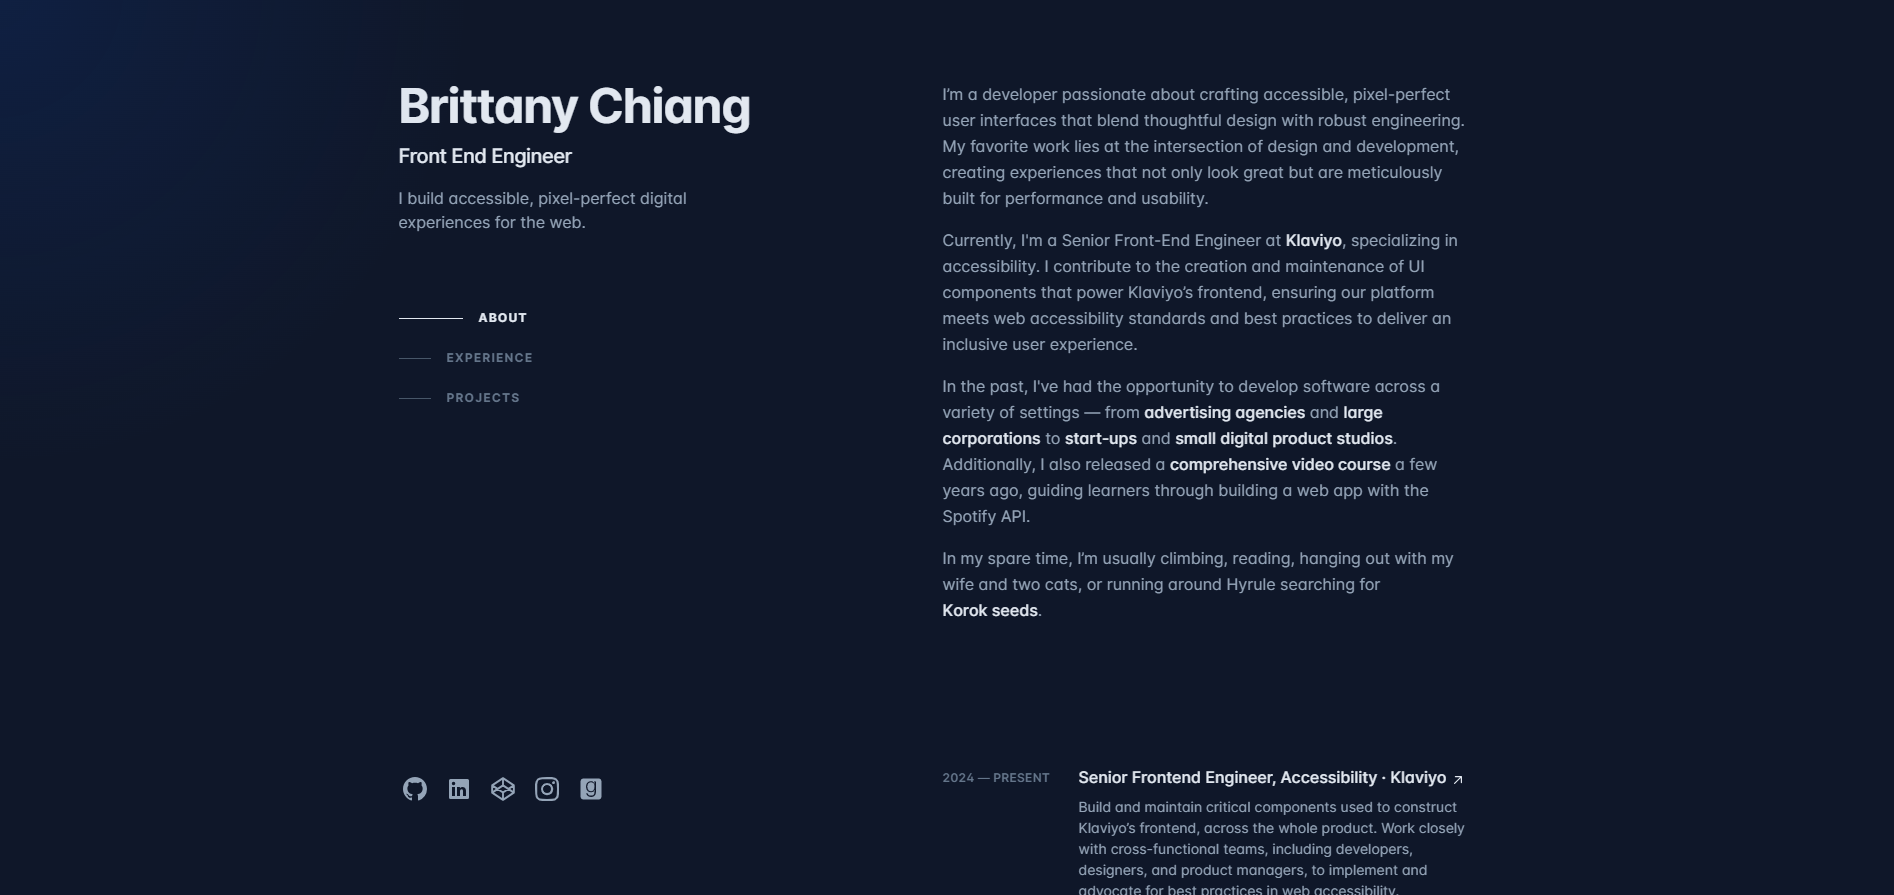 Brittany Chiang
Front End Engineer
I build accessible, pixel-perfect digital
experiences for the web.
ABOUT
EXPERIENCE
PROJECTS
I’m a developer passionate about crafting accessible, pixel-perfect
user interfaces that blend thoughtful design with robust engineering.
My favorite work lies at the intersection of design and development,
creating experiences that not only look great but are meticulously
built for performance and usability.
Currently, I'm a Senior Front-End Engineer at Klaviyo, specializing in
accessibility. I contribute to the creation and maintenance of UI
components that power Klaviyo’s frontend, ensuring our platform
meets web accessibility standards and best practices to deliver an
inclusive user experience.
In the past, I've had the opportunity to develop software across a
variety of settings — from advertising agencies and large
corporations to start-ups and small digital product studios.
Additionally, I also released a comprehensive video course a few
years ago, guiding learners through building a web app with the
Spotify API.
In my spare time, I’m usually climbing, reading, hanging out with my
wife and two cats, or running around Hyrule searching for
Korok seeds.
2024 — PRESENT
Senior Frontend Engineer, Accessibility · Klaviyo
Build and maintain critical components used to construct
Klaviyo’s frontend, across the whole product. Work closely
with cross-functional teams, including developers,
designers, and product managers, to implement and
advocate for best practices in web accessibility.